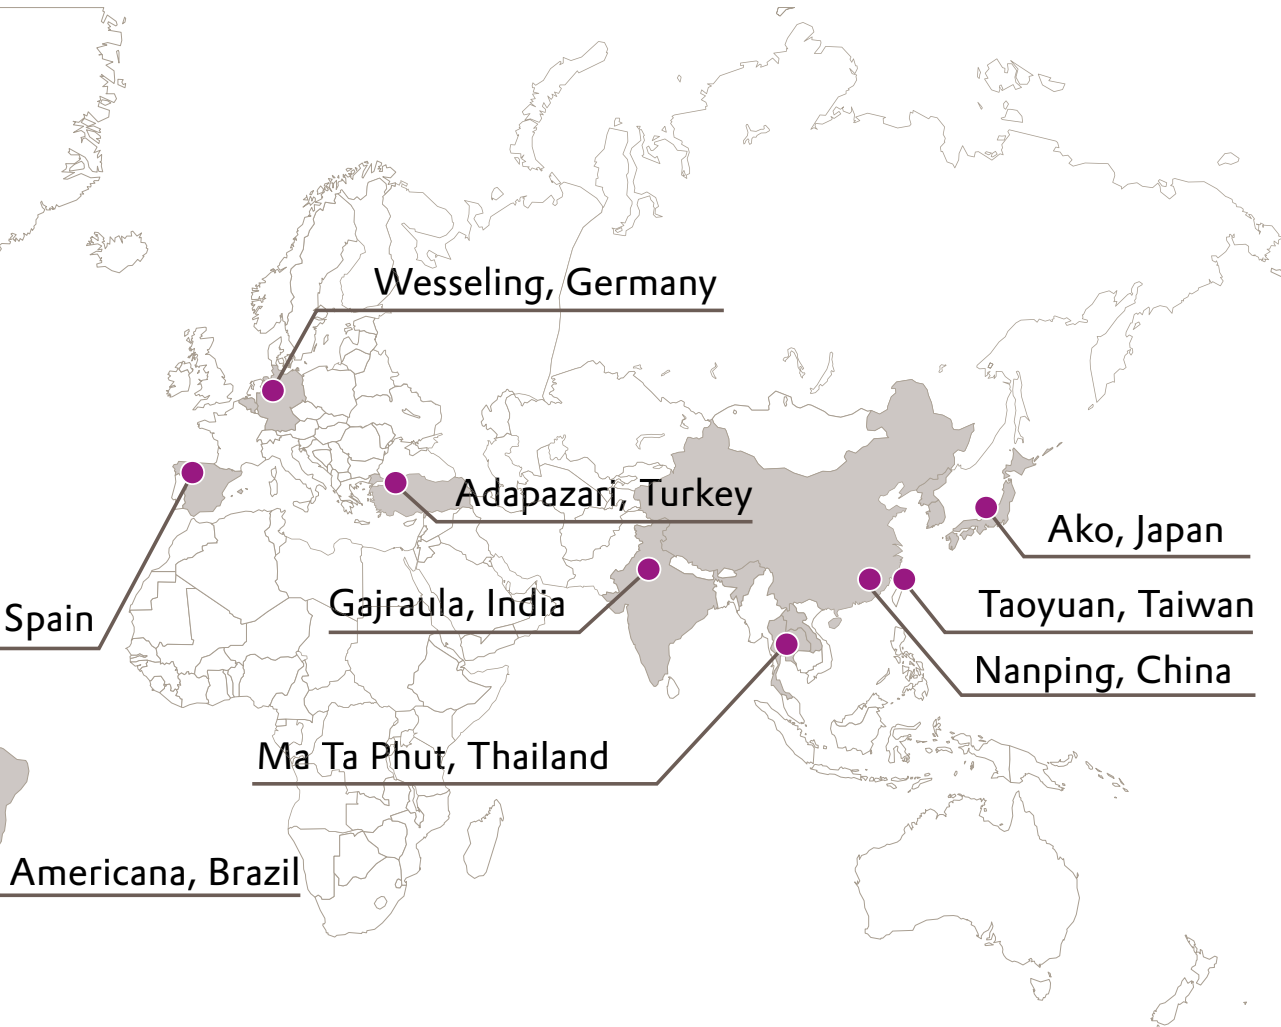 Wesseling, Germany
Adapazari, Turkey
Ako, Japan
Gajraula, India
Taoyuan, Taiwan
Spain
Nanping, China
Ma Ta Phut, Thailand
Americana, Brazil